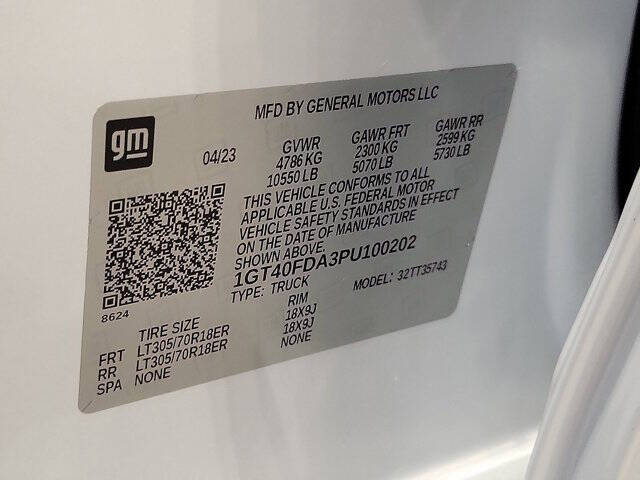 MFD BY GENERAL MOTORS LLC
gm
04/23 GVWR GAWR FRT GAWR RR
4786 KG 2300 KG 2599 KG
10550 LB 5070 LB 5730 LB
THIS VEHICLE CONFORMS TO ALL
APPLICABLE U.S. FEDERAL MOTOR
VEHICLE SAFETY STANDARDS IN EFFECT
ON THE DATE OF MANUFACTURE
SHOWN ABOVE.
1GT40FDA3PU100202
TYPE: TRUCK MODEL: 32TT35743
8624
TIRE SIZE RIM
FRT LT305/70R18ER 18X9J
RR LT305/70R18ER 18X9J
SPA NONE NONE